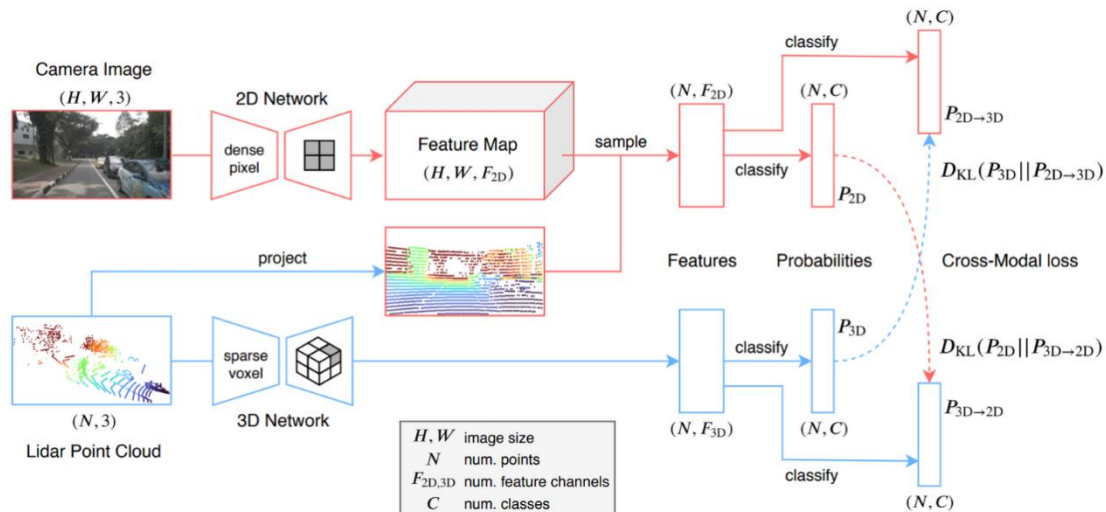 Camera Image
(H, W, 3)
2D Network
dense
pixel
Feature Map
(H, W, F2D)
sample
(N, F2D)
classify
classify
(N, C)
P2D
(N, C)
P2D→3D
DKL(P3D||P2D→3D)
project
Features
Probabilities
Cross-Modal loss
(N, 3)
Lidar Point Cloud
sparse
voxel
3D Network
(N, F3D)
classify
classify
P3D
(N, C)
DKL(P2D||P3D→2D)
P3D→2D
(N, C)
H, W image size
N num. points
F2D,3D num. feature channels
C num. classes